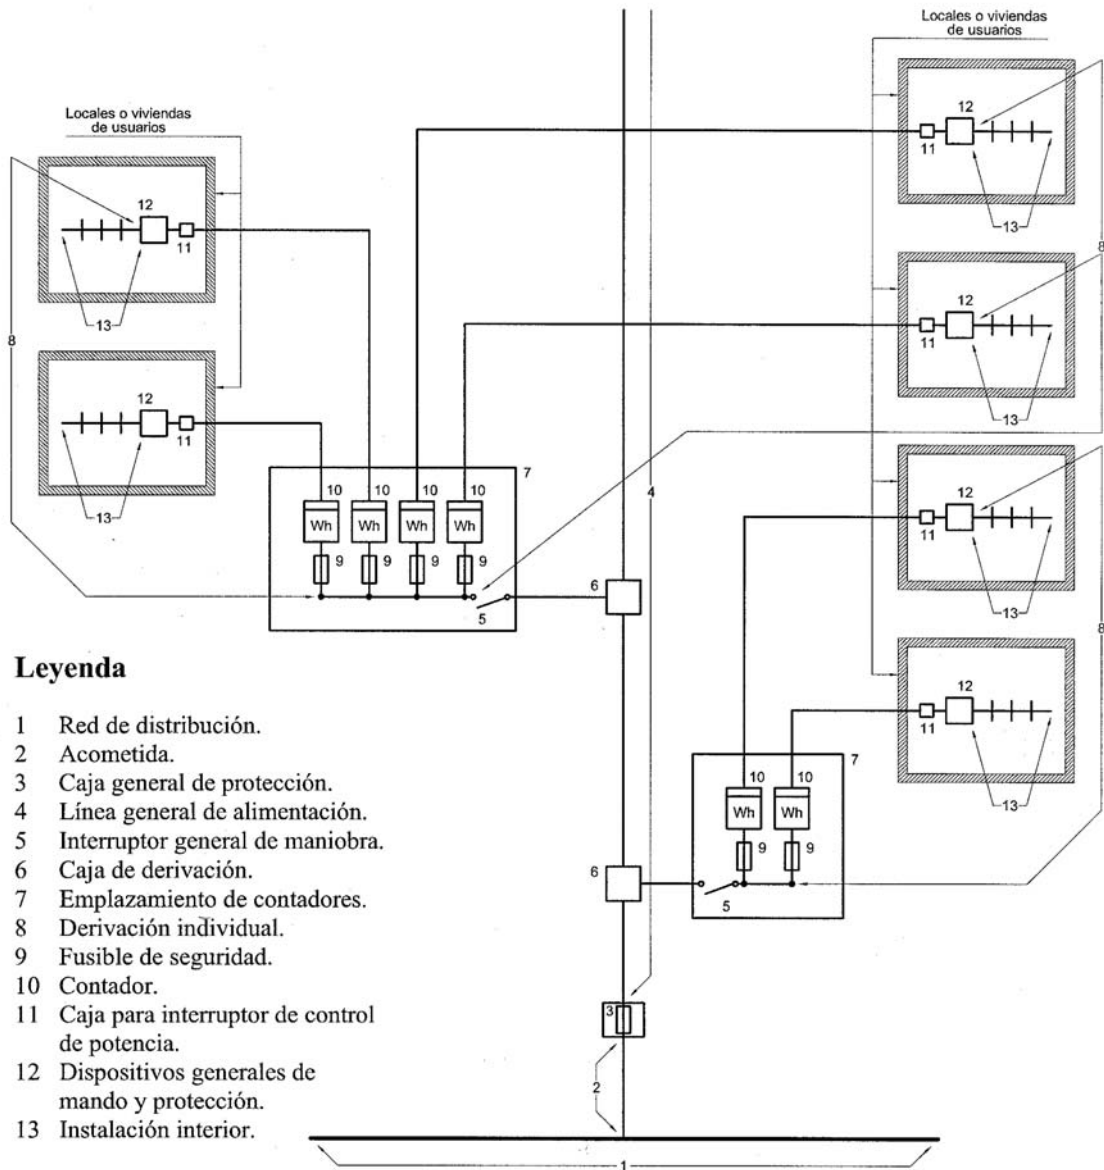 Locales o viviendas
de usuarios
12
11
13
8
Locales o viviendas
de usuarios
12
11
13
8
12
11
13
12
11
13
7
10 10 10 10
Wh Wh Wh Wh
9 9 9 9
5
6
4
12
11
13
8
12
11
13
7
10 10
Wh Wh
9 9
5
6
3
2
1
Leyenda
1 Red de distribución.
2 Acometida.
3 Caja general de protección.
4 Línea general de alimentación.
5 Interruptor general de maniobra.
6 Caja de derivación.
7 Emplazamiento de contadores.
8 Derivación individual.
9 Fusible de seguridad.
10 Contador.
11 Caja para interruptor de control
de potencia.
12 Dispositivos generales de
mando y protección.
13 Instalación interior.